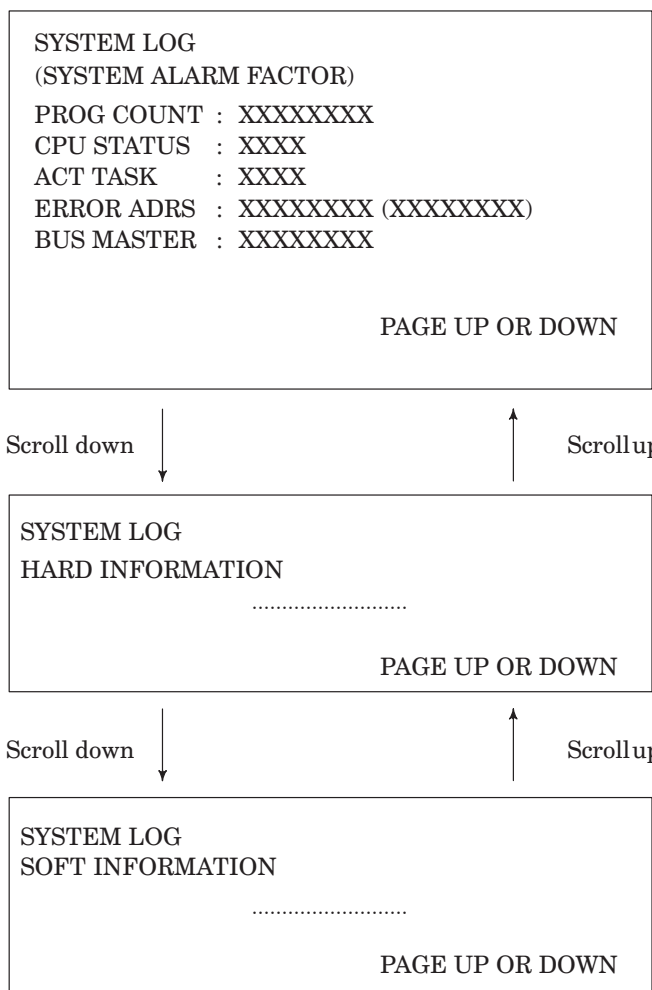 SYSTEM LOG
(SYSTEM ALARM FACTOR)
PROG COUNT : XXXXXXXX
CPU STATUS : XXXX
ACT TASK : XXXX
ERROR ADRS : XXXXXXXX (XXXXXXXX)
BUS MASTER : XXXXXXXX
PAGE UP OR DOWN
Scroll down Scroll up
SYSTEM LOG
HARD INFORMATION
..........................
PAGE UP OR DOWN
Scroll down Scroll up
SYSTEM LOG
SOFT INFORMATION
..........................
PAGE UP OR DOWN